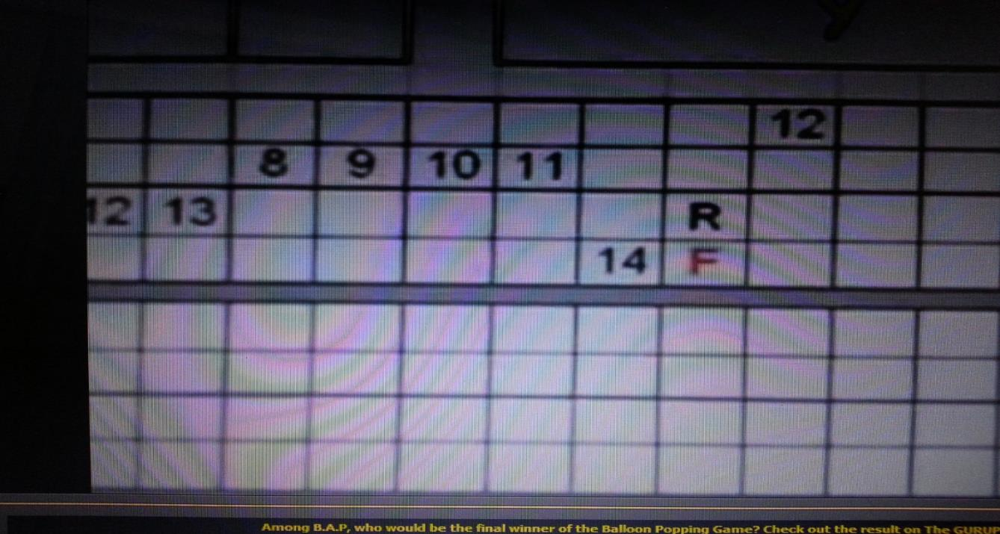 12
8 9 10 11
12 13 R
14 F
Among B.A.P, who would be the final winner of the Balloon Popping Game? Check out the result on The